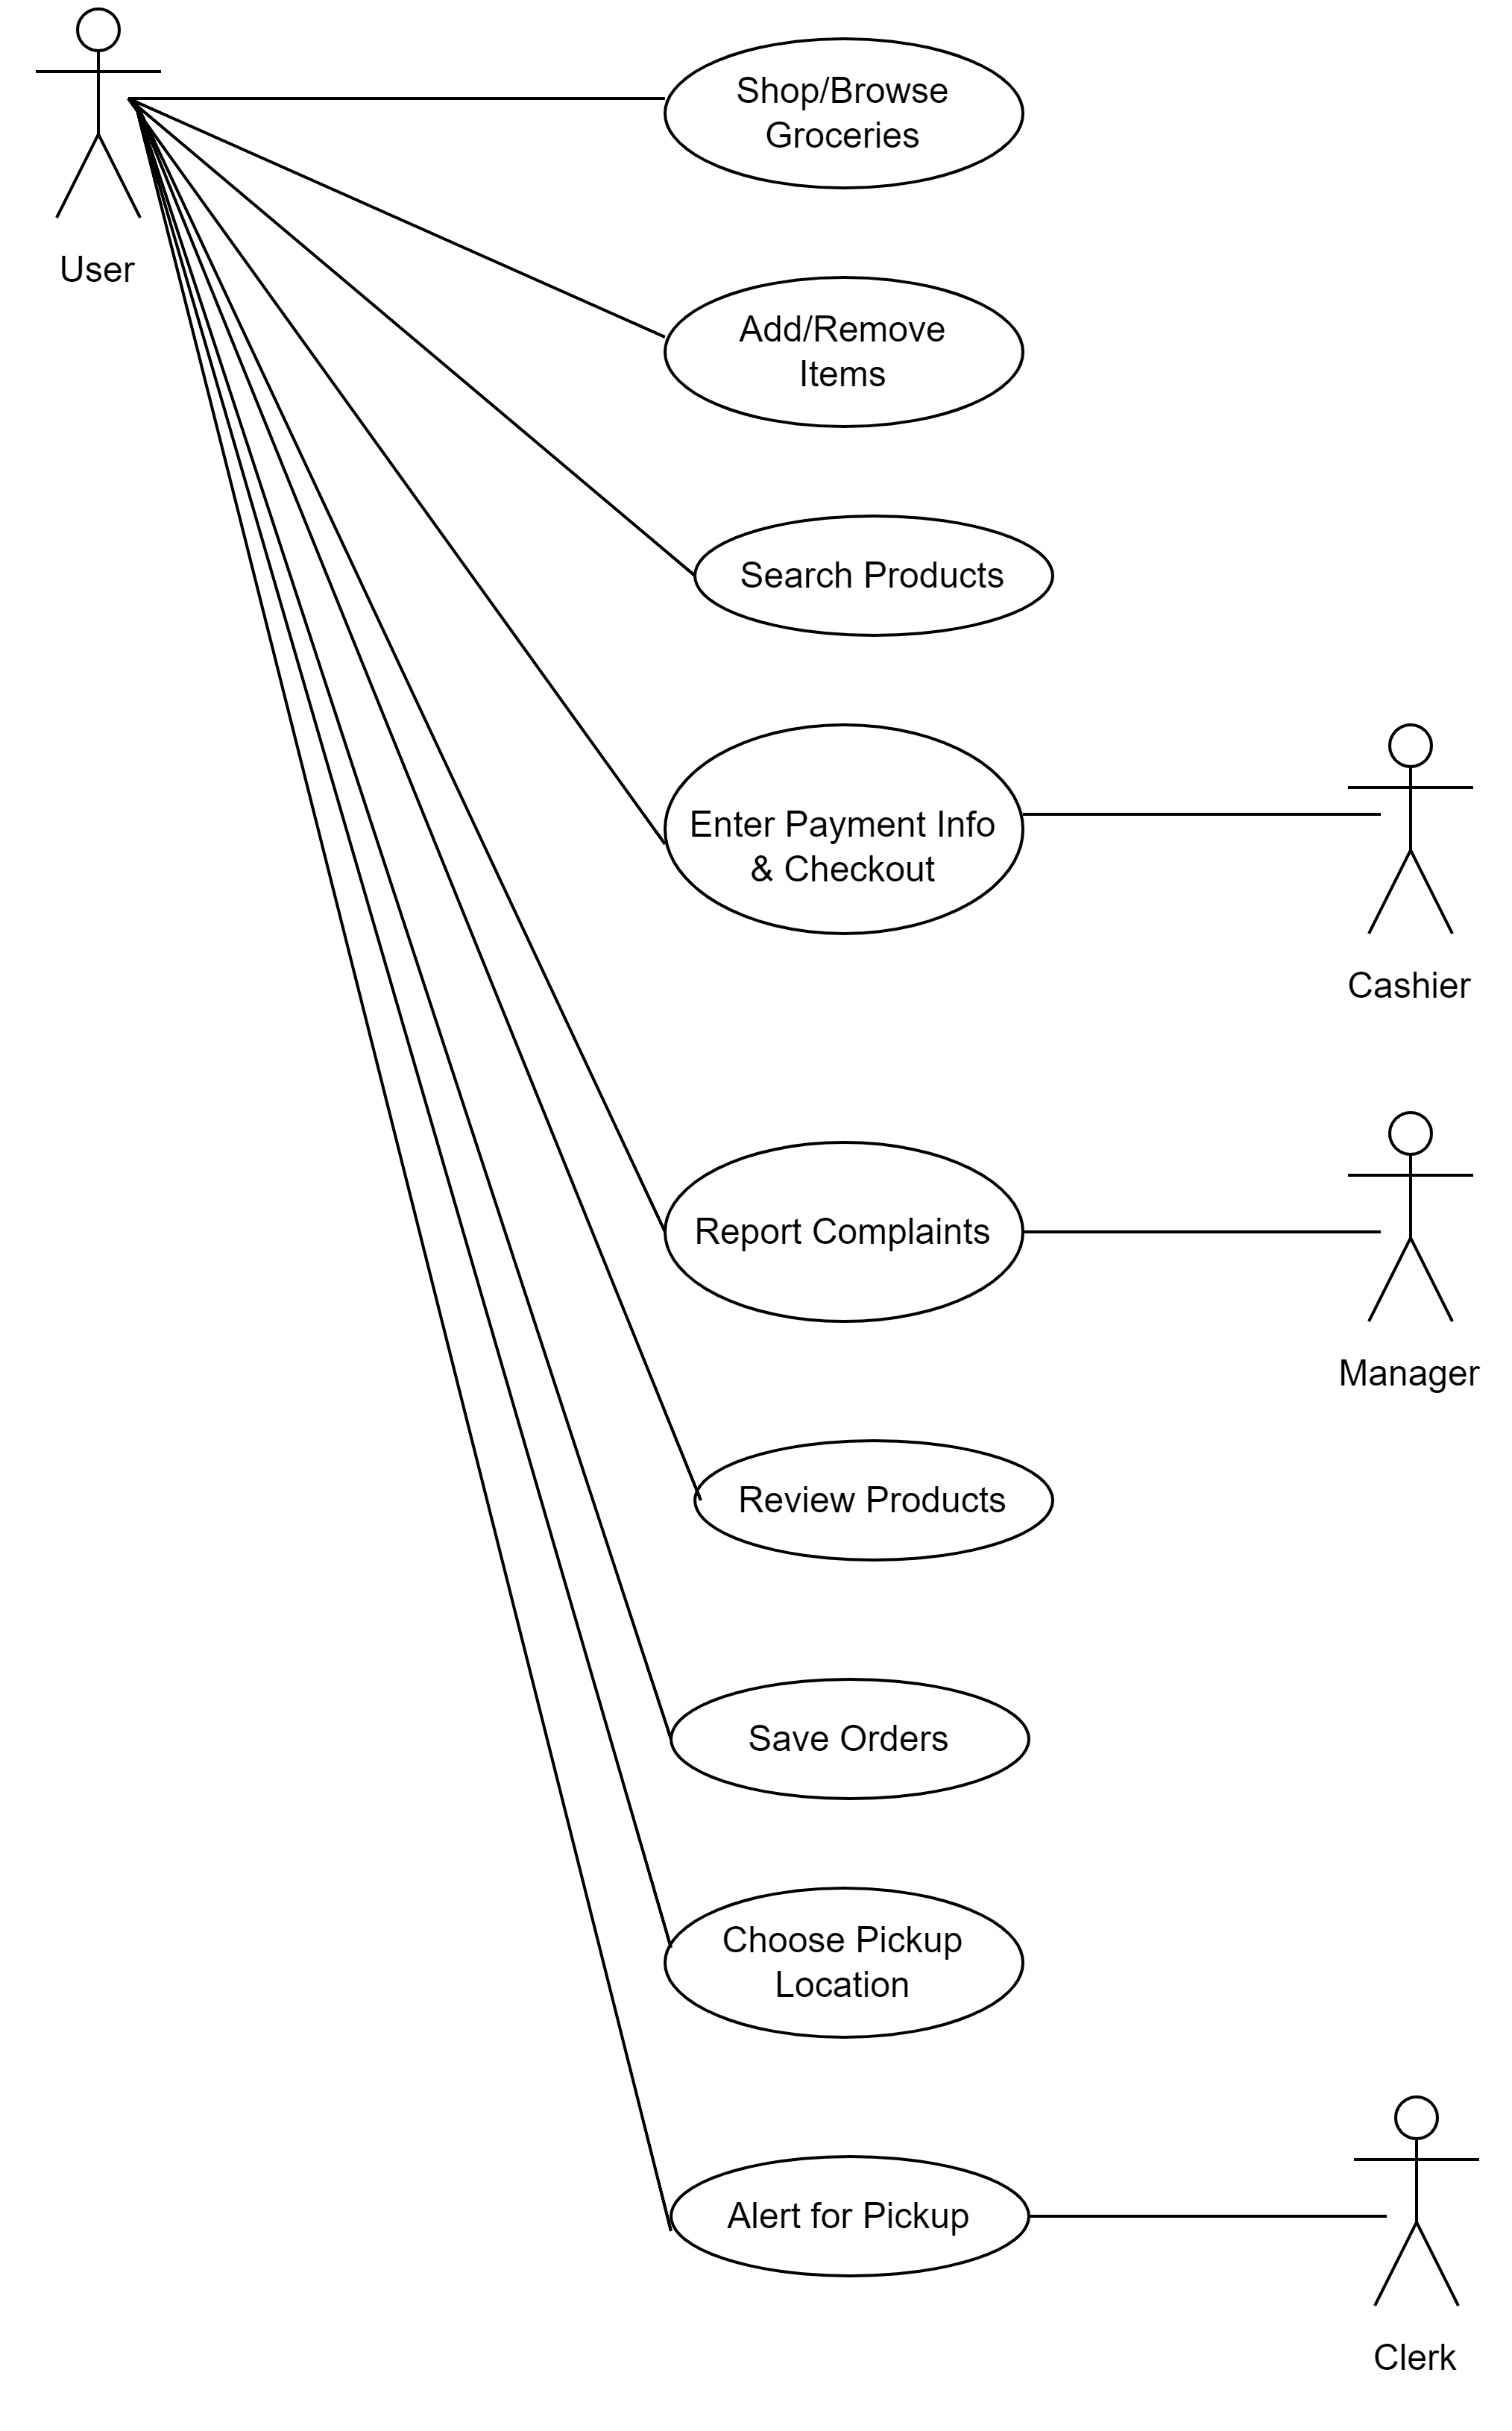 User
Shop/Browse
Groceries
Add/Remove
Items
Search Products
Enter Payment Info
& Checkout
Cashier
Report Complaints
Manager
Review Products
Save Orders
Choose Pickup
Location
Alert for Pickup
Clerk